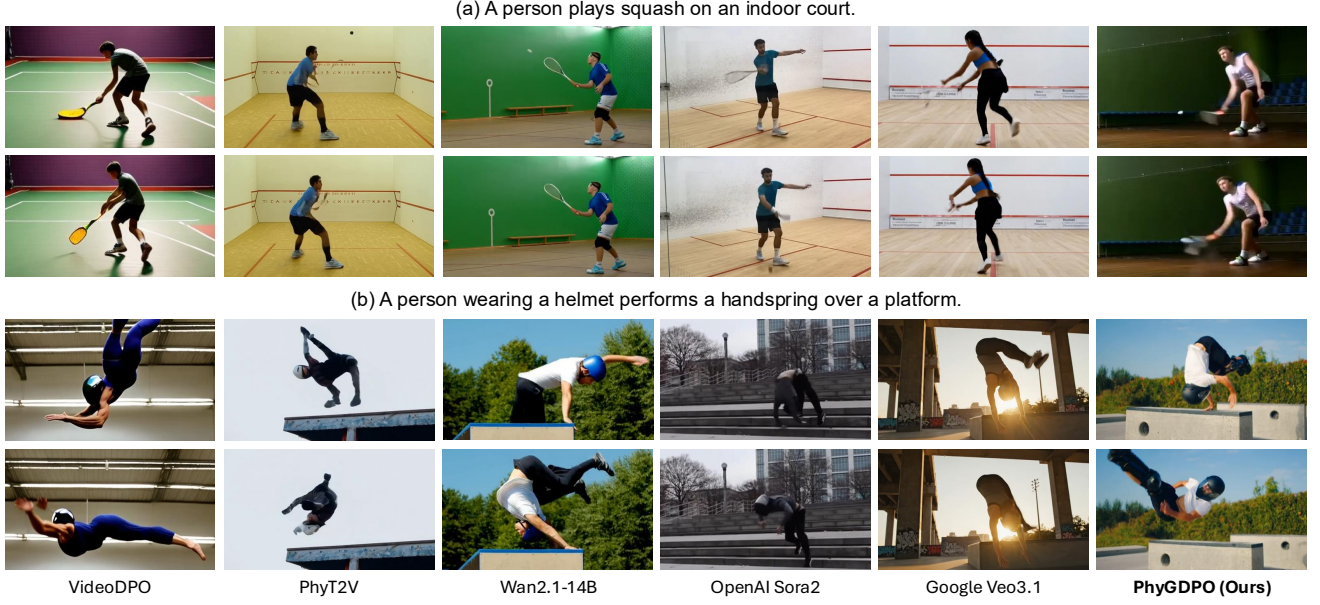 (a) A person plays squash on an indoor court.
(b) A person wearing a helmet performs a handspring over a platform.
VideoDPO
PhyT2V
Wan2.1-14B
OpenAI Sora2
Google Veo3.1
PhyGDPO (Ours)